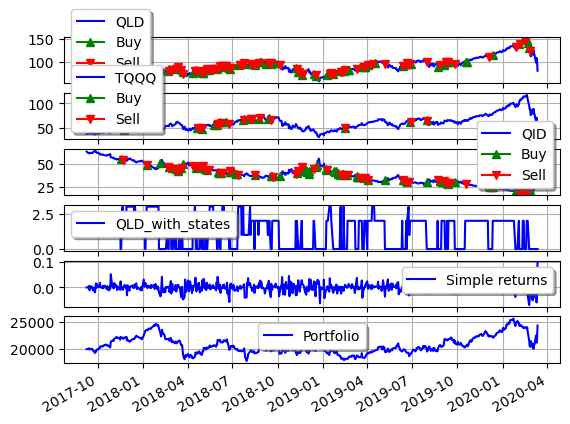 QLD
Buy
Sell
150
100
TQQQ
Buy
Sell
100
50
QID
Buy
Sell
50
25
QLD_with_states
2.5
0.0
Simple returns
0.1
0.0
Portfolio
25000
20000
2017-10
2018-01
2018-04
2018-07
2018-10
2019-01
2019-04
2019-07
2019-10
2020-01
2020-04